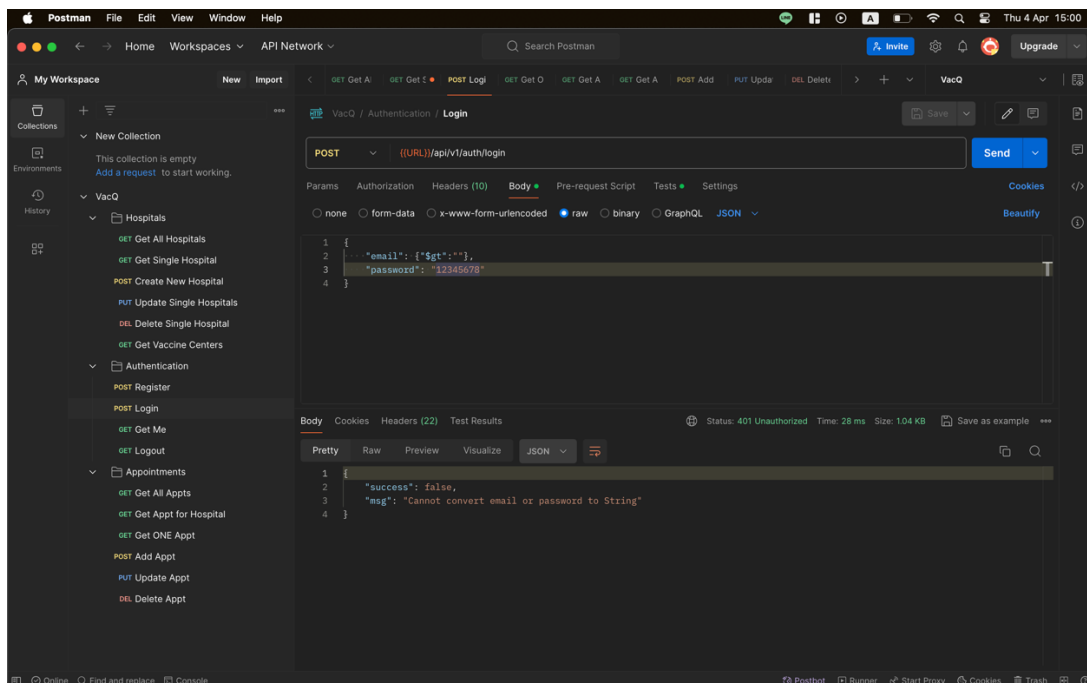 Postman File Edit View Window Help Thu 4 Apr 15:00
Home Workspaces API Network Search Postman Invite Upgrade
My Workspace New Import GET Get A GET Get S POST Logi GET Get O GET Get A GET Get A POST Add PUT Upda DEL Delete VacQ
Collections
Environments
History
New Collection
This collection is empty
Add a request to start working.
VacQ
Hospitals
GET Get All Hospitals
GET Get Single Hospital
POST Create New Hospital
PUT Update Single Hospitals
DEL Delete Single Hospital
GET Get Vaccine Centers
Authentication
POST Register
POST Login
GET Get Me
GET Logout
Appointments
GET Get All Appts
GET Get Appt for Hospital
GET Get ONE Appt
POST Add Appt
PUT Update Appt
DEL Delete Appt
HTTP VacQ / Authentication / Login Save
POST {{URL}}/api/v1/auth/login Send
Params Authorization Headers (10) Body Pre-request Script Tests Settings Cookies
none form-data x-www-form-urlencoded raw binary GraphQL JSON Beautify
1 {
2 "email": {"$gt":""},
3 "password": "12345678"
4 }
Body Cookies Headers (22) Test Results Status: 401 Unauthorized Time: 28 ms Size: 1.04 KB Save as example
Pretty Raw Preview Visualize JSON
1 {
2 "success": false,
3 "msg": "Cannot convert email or password to String"
4 }
Online Find and replace Console Postbot Runner Start Proxy Cookies Trash